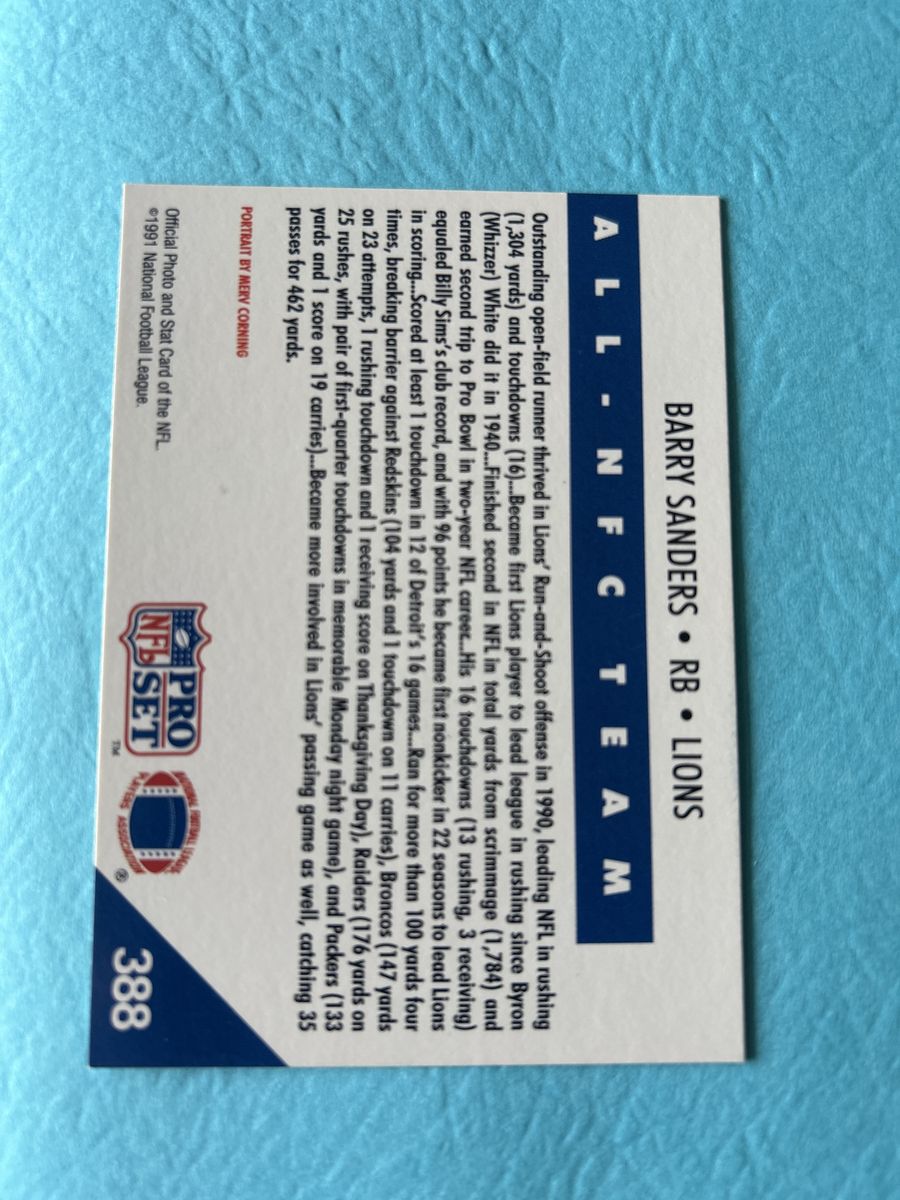 BARRY SANDERS • RB • LIONS
ALL-NFC TEAM
Outstanding open-field runner thrived in Lions' Run-and-Shoot offense in 1990, leading NFL in rushing
(1,304 yards) and touchdowns (16)....Became first Lions player to lead league in rushing since Byron
(Whizzer) White did it in 1940....Finished second in NFL in total yards from scrimmage (1,784) and
earned second trip to Pro Bowl in two-year NFL career....His 16 touchdowns (13 rushing, 3 receiving)
equaled Billy Sims's club record, and with 96 points he became first nonkicker in 22 seasons to lead Lions
in scoring....Scored at least 1 touchdown in 12 of Detroit's 16 games....Ran for more than 100 yards four
times, breaking barrier against Redskins (104 yards and 1 touchdown on 11 carries), Broncos (147 yards
on 23 attempts, 1 rushing touchdown and 1 receiving score on Thanksgiving Day), Raiders (176 yards on
25 rushes, with pair of first-quarter touchdowns in memorable Monday night game), and Packers (133
yards and 1 score on 19 carries)....Became more involved in Lions' passing game as well, catching 35
passes for 462 yards.
PORTRAIT BY MERV CORNING
Official Photo and Stat Card of the NFL.
©1991 National Football League.
PRO
NFL SET
TM
NATIONAL FOOTBALL LEAGUE
PLAYERS ASSOCIATION
®
388